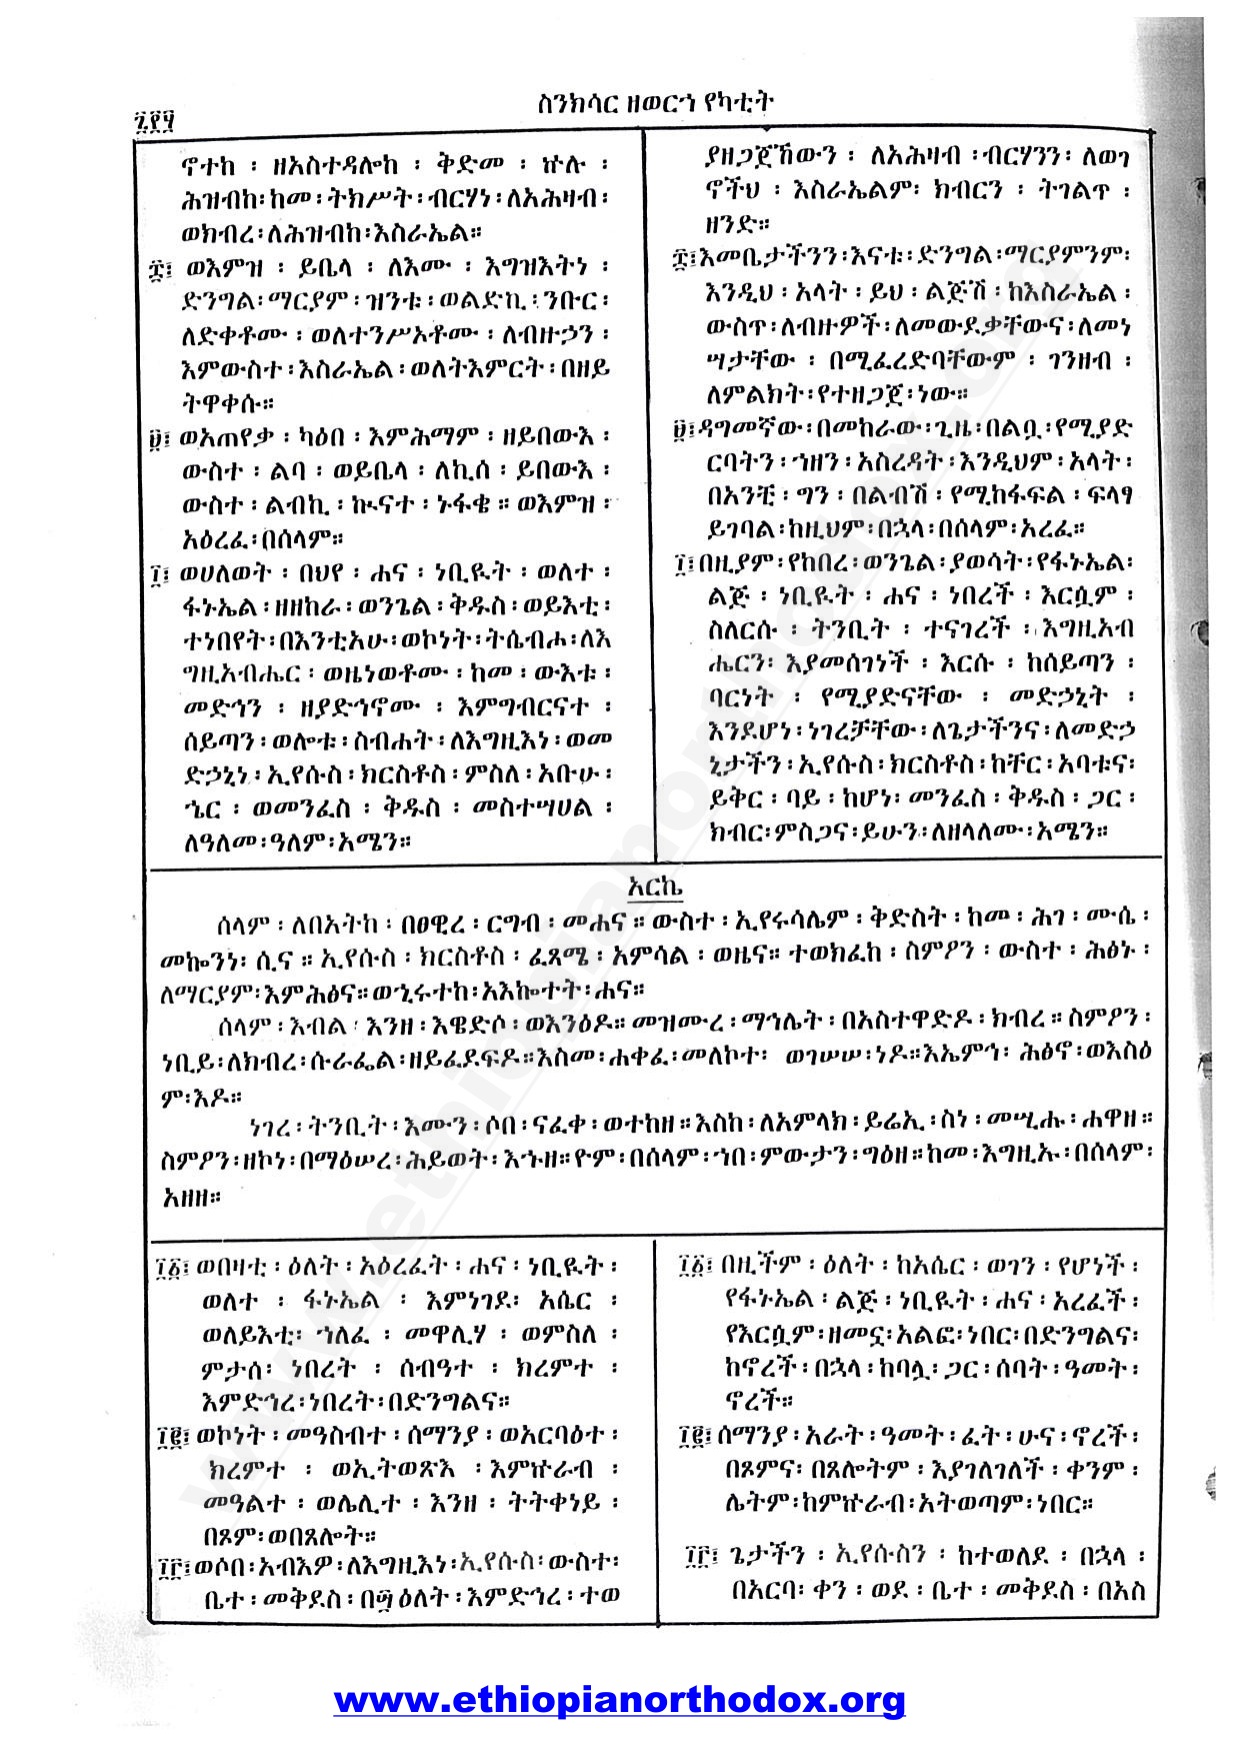 ፯፻፵፶
ስንክሳር ዘወርኀ የካቲት
ኖተከ ፡ ዘአስተዳሎከ ፡ ቅድመ ፡ ኵሉ ፡
ሕዝብከ፡ ከመ ፡ ትክሥት ፡ ብርሃነ ፡ ለአሕዛብ ፡
ወክብረ ፡ ለሕዝብከ ፡ እስራኤል።
፰፤ ወእምዝ ፡ ይቤላ ፡ ለእሙ ፡ እግዝእትነ ፡
ድንግል ፡ ማርያም ፡ ዝንቱ ፡ ወልድኪ ፡ ንቡር ፡
ለድቀቶሙ ፡ ወለተንሥኦቶሙ ፡ ለብዙኃን ፡
እምውስተ ፡ እስራኤል ፡ ወለትእምርት ፡ በዘይ
ትዋቀሱ።
፱፤ ወአጠየቃ ፡ ካዕበ ፡ እምሕማም ፡ ዘይበውእ ፡
ውስተ ፡ ልባ ፡ ወይቤላ ፡ ለኪሰ ፡ ይበውእ ፡
ውስተ ፡ ልብኪ ፡ ኲናተ ፡ ኑፋቄ ። ወእምዝ ፡
አዕረፈ ፡ በሰላም።
፲፤ ወሀለወት ፡ በህየ ፡ ሐና ፡ ነቢዪት ፡ ወለተ ፡
ፋኑኤል ፡ ዘዘከራ ፡ ወንጌል ፡ ቅዱስ ፡ ወይእቲ ፡
ተነበየት ፡ በእንቲአሁ ፡ ወኮነት ፡ ትሴብሖ ፡ ለእ
ግዚአብሔር ፡ ወዜነወቶሙ ፡ ከመ ፡ ውእቱ ፡
መድኀን ፡ ዘያድኅኖሙ ፡ እምግብርናተ ፡
ሰይጣን ፡ ወሎቱ ፡ ስብሐት ፡ ለእግዚእነ ፡ ወመ
ድኃኒነ ፡ ኢየሱስ ፡ ክርስቶስ ፡ ምስለ ፡ አቡሁ ፡
ኄር ፡ ወመንፈስ ፡ ቅዱስ ፡ መስተሣህል ፡
ለዓለመ ፡ ዓለም ፡ አሜን።
ያዘጋጀኸውን ፡ ለአሕዛብ ፡ ብርሃንን ፡ ለወገ
ኖችህ ፡ እስራኤልም ፡ ክብርን ፡ ትገልጥ ፡
ዘንድ።
፰፤ እመቤታችንን ፡ እናቱ ፡ ድንግል ፡ ማርያምንም ፡
እንዲህ ፡ አላት ፡ ይህ ፡ ልጅሽ ፡ ከእስራኤል ፡
ውስጥ ፡ ለብዙዎች ፡ ለመውደቃቸውና ፡ ለመነ
ሣታቸው ፡ በሚፈረድባቸውም ፡ ገንዘብ ፡
ለምልክት ፡ የተዘጋጀ ፡ ነው።
፱፤ ዳግመኛው ፡ በመከራው ፡ ጊዜ ፡ በልቧ ፡ የሚያድ
ርባትን ፡ ኀዘን ፡ አስረዳት ፡ እንዲህም ፡ አላት ፡
በአንቺ ፡ ግን ፡ በልብሽ ፡ የሚከፋፍል ፡ ፍላፃ
ይገባል ፡ ከዚህም ፡ በኋላ ፡ በሰላም ፡ አረፈ።
፲፤ በዚያም ፡ የከበረ ፡ ወንጌል ፡ ያወሳት ፡ የፋኑኤል ፡
ልጅ ፡ ነቢዪት ፡ ሐና ፡ ነበረች ፡ እርሷም ፡
ስለርሱ ፡ ትንቢት ፡ ተናገረች ፡ እግዚአብ
ሔርን ፡ እያመሰገነች ፡ እርሱ ፡ ከሰይጣን ፡
ባርነት ፡ የሚያድናቸው ፡ መድኃኒት ፡
እንደሆነ ፡ ነገረቻቸው ፡ ለጌታችንና ፡ ለመድኃ
ኒታችን ፡ ኢየሱስ ፡ ክርስቶስ ፡ ከቸር ፡ አባቱና ፡
ይቅር ፡ ባይ ፡ ከሆነ ፡ መንፈስ ፡ ቅዱስ ፡ ጋር ፡
ክብር ፡ ምስጋና ፡ ይሁን ፡ ለዘላለሙ ፡ አሜን።
አርኬ
ሰላም ፡ ለበአትከ ፡ በፀዊረ ፡ ርግብ ፡ መሐና ። ውስተ ፡ ኢየሩሳሌም ፡ ቅድስት ፡ ከመ ፡ ሕገ ፡ ሙሴ ፡
መኰንነ ፡ ሲና ። ኢየሱስ ፡ ክርስቶስ ፡ ፈጻሜ ፡ አምሳል ፡ ወዜና። ተወክፈከ ፡ ስምዖን ፡ ውስተ ፡ ሕፅኑ ፡
ለማርያም ፡ እምሕፅና። ወኂሩተከ ፡ አእኰተት ፡ ሐና።
ሰላም ፡ እብል ፡ እንዘ ፡ እዌድሶ ፡ ወእንዕዶ። መዝሙረ ፡ ማኅሌት ፡ በአስተዋድዶ ፡ ክብረ ። ስምዖን ፡
ነቢይ ፡ ለክብረ ፡ ሱራፌል ፡ ዘይፈደፍዶ ። እስመ ፡ ሐቀፈ ፡ መለኮተ ፡ ወገሠሠ ፡ ነዶ። እኤምኅ ፡ ሕፅኖ ፡ ወእስዕ
ም ፡ እዶ።
ነገረ ፡ ትንቢት ፡ እሙን ፡ ሶበ ፡ ናፈቀ ፡ ወተከዘ ። እስከ ፡ ለአምላክ ፡ ይሬኢ ፡ ስነ ፡ መሢሑ ፡ ሐዋዘ ።
ስምዖን ፡ ዘኮነ ፡ በማዕሠረ ፡ ሕይወት ፡ እኁዘ። ዮም ፡ በሰላም ፡ ኀበ ፡ ምውታን ፡ ግዕዘ ። ከመ ፡ እግዚኡ ፡ በሰላም ፡
አዘዘ።
፲፩፤ ወበዛቲ ፡ ዕለት ፡ አዕረፈት ፡ ሐና ፡ ነቢዪት ፡
ወለተ ፡ ፋኑኤል ፡ እምነገደ ፡ አሴር ፡
ወለይእቲ ፡ ኀለፈ ፡ መዋሊሃ ፡ ወምስለ ፡
ምታሰ ፡ ነበረት ፡ ሰብዓተ ፡ ክረምተ ፡
እምድኅረ ፡ ነበረት ፡ በድንግልና።
፲፪፤ ወኮነት ፡ መዓስብተ ፡ ሰማንያ ፡ ወአርባዕተ ፡
ክረምተ ፡ ወኢትወጽእ ፡ እምኵራብ ፡
መዓልተ ፡ ወሌሊተ ፡ እንዘ ፡ ትትቀነይ ፡
በጾም ፡ ወበጸሎት።
፲፫፤ ወሶበ ፡ አብእዎ ፡ ለእግዚእነ ፡ ኢየሱስ ፡ ውስተ ፡
ቤተ ፡ መቅደስ ፡ በ፵ ዕለት ፡ እምድኅረ ፡ ተወ
፲፩፤ በዚችም ፡ ዕለት ፡ ከአሴር ፡ ወገን ፡ የሆነች ፡
የፋኑኤል ፡ ልጅ ፡ ነቢዪት ፡ ሐና ፡ አረፈች ፡
የእርሷም ፡ ዘመኗ ፡ አልፎ ፡ ነበር ፡ በድንግልና ፡
ከኖረች ፡ በኋላ ፡ ከባሏ ፡ ጋር ፡ ሰባት ፡ ዓመት ፡
ኖረች።
፲፪፤ ሰማንያ ፡ አራት ፡ ዓመት ፡ ፈት ፡ ሁና ፡ ኖረች ፡
በጾምና ፡ በጸሎትም ፡ እያገለገለች ፡ ቀንም ፡
ሌትም ፡ ከምኵራብ ፡ አትወጣም ፡ ነበር።
፲፫፤ ጌታችን ፡ ኢየሱስን ፡ ከተወለደ ፡ በኋላ ፡
በአርባ ፡ ቀን ፡ ወደ ፡ ቤተ ፡ መቅደስ ፡ በአስ
www.ethiopianorthodox.org
www.ethiopianorthodox.org